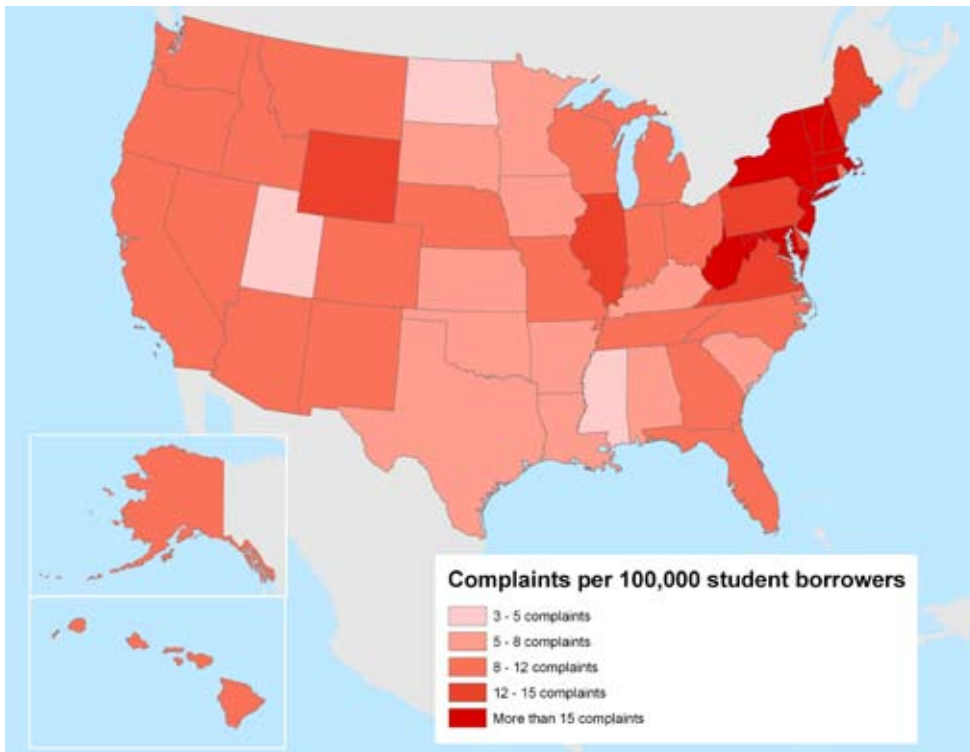 Complaints per 100,000 student borrowers
3 - 5 complaints
5 - 8 complaints
8 - 12 complaints
12 - 15 complaints
More than 15 complaints